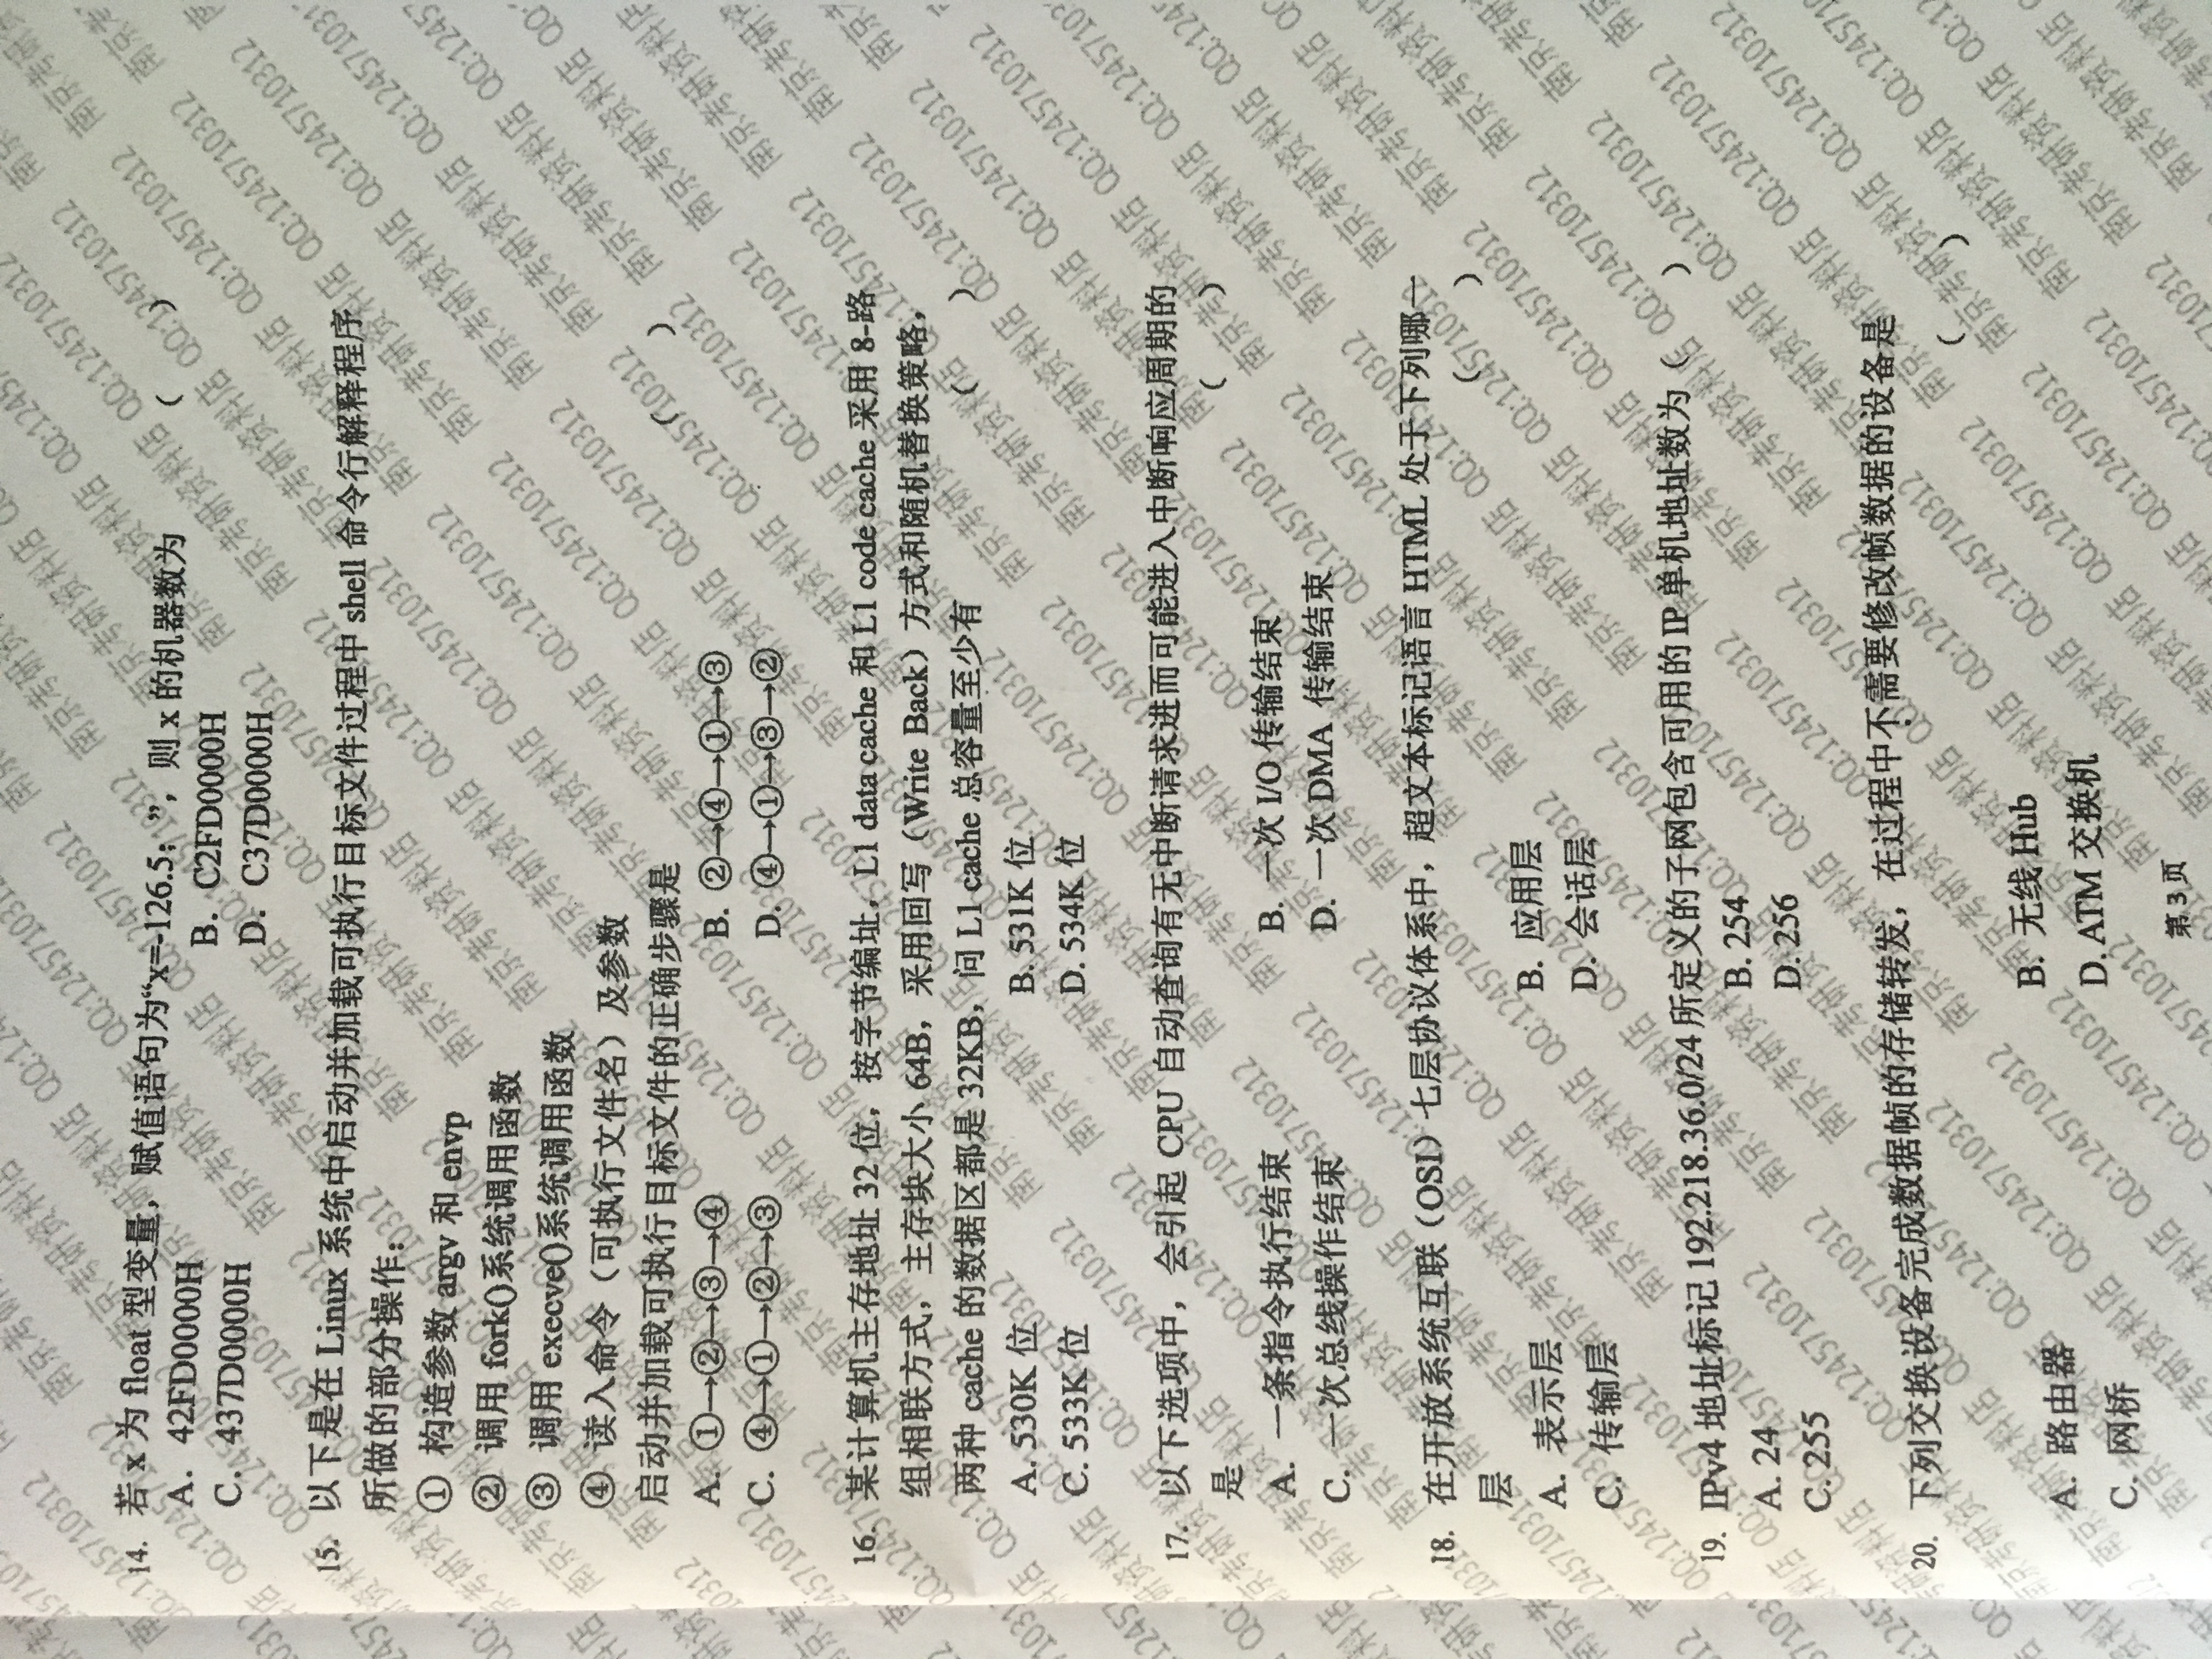 14. 若 x 为 float 型变量，赋值语句为“x=-126.5；”，则 x 的机器数为 （ ）
A. 42FD0000H B. C2FD0000H
C. 437D0000H D. C37D0000H
15. 以下是在 Linux 系统中启动并加载可执行目标文件过程中 shell 命令行解释程序
所做的部分操作：
① 构造参数 argv 和 envp
② 调用 fork()系统调用函数
③ 调用 execve()系统调用函数
④ 读入命令（可执行文件名）及参数
启动并加载可执行目标文件的正确步骤是 （ ）
A. ①→②→③→④ B. ②→④→①→③
C. ④→①→②→③ D. ④→①→③→②
16. 某计算机主存地址 32 位，按字节编址，L1 data cache 和 L1 code cache 采用 8-路
组相联方式，主存块大小 64B，采用回写（Write Back）方式和随机替换策略，
两种 cache 的数据区都是 32KB，问 L1 cache 总容量至少有 （ ）
A. 530K 位 B. 531K 位
C. 533K 位 D. 534K 位
17. 以下选项中，会引起 CPU 自动查询有无中断请求进而可能进入中断响应周期的
是 （ ）
A. 一条指令执行结束 B. 一次 I/O 传输结束
C. 一次总线操作结束 D. 一次 DMA 传输结束
18. 在开放系统互联（OSI）七层协议体系中，超文本标记语言 HTML 处于下列哪一
层 （ ）
A. 表示层 B. 应用层
C. 传输层 D. 会话层
19. IPv4 地址标记 192.218.36.0/24 所定义的子网包含可用的 IP 单机地址数为（ ）
A. 24 B. 254
C. 255 D. 256
20. 下列交换设备完成数据帧的存储转发，在过程中不需要修改帧数据的设备是
（ ）
A. 路由器 B. 无线 Hub
C. 网桥 D. ATM 交换机
第 3 页
南京考研资料店 QQ:1245710312